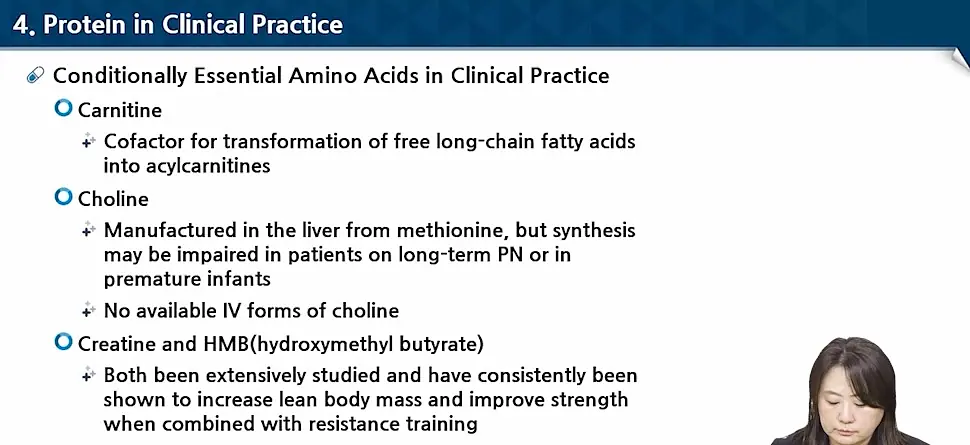 4. Protein in Clinical Practice
Conditionally Essential Amino Acids in Clinical Practice
Carnitine
Cofactor for transformation of free long-chain fatty acids
into acylcarnitines
Choline
Manufactured in the liver from methionine, but synthesis
may be impaired in patients on long-term PN or in
premature infants
No available IV forms of choline
Creatine and HMB(hydroxymethyl butyrate)
Both been extensively studied and have consistently been
shown to increase lean body mass and improve strength
when combined with resistance training